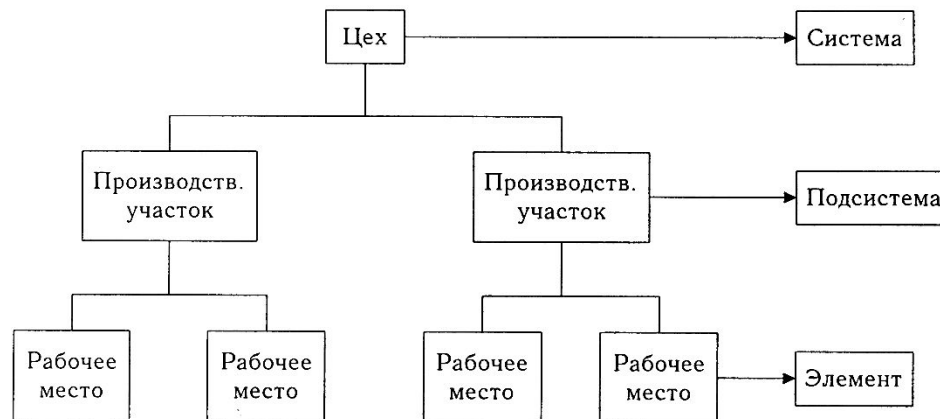 Цех
Система
Производств.
участок
Производств.
участок
Подсистема
Рабочее
место
Рабочее
место
Рабочее
место
Рабочее
место
Элемент